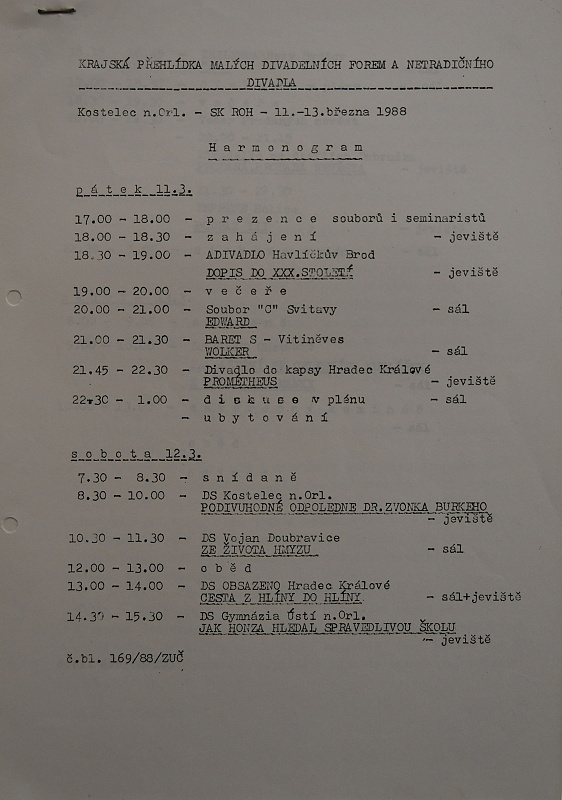 KRAJSKÁ PŘEHLÍDKA MALÝCH DIVADELNÍCH FOREM A NETRADIČNÍHO
DIVADLA
Kostelec n.Orl. - SK ROH - 11.-13.března 1988
H a r m o n o g r a m
p á t e k 11.3.
17.00 - 18.00 - p r e z e n c e souborů i seminaristů
18.00 - 18.30 - z a h á j e n í - jeviště
18.30 - 19.00 - ADIVADLO Havlíčkův Brod
DOPIS DO XXX.STOLETÍ - jeviště
19.00 - 20.00 - v e č e ř e
20.00 - 21.00 - Soubor "C" Svitavy - sál
EDWARD
21.00 - 21.30 - BARET S - Vitiněves
WOLKER - sál
21.45 - 22.30 - Divadlo do kapsy Hradec Králové
PROMÉTHEUS - jeviště
22.30 - 1.00 - d i s k u s e v plénu - sál
- u b y t o v á n í
s o b o t a 12.3.
7.30 - 8.30 - s n í d a n ě
8.30 - 10.00 - DS Kostelec n.Orl.
PODIVUHODNÉ ODPOLEDNE DR.ZVONKA BURKEHO
- jeviště
10.30 - 11.30 - DS Vojan Doubravice
ZE ŽIVOTA HMYZU - sál
12.00 - 13.00 - o b ě d
13.00 - 14.00 - DS OBSAZENO Hradec Králové
CESTA Z HLÍNY DO HLÍNY - sál+jeviště
14.30 - 15.30 - DS Gymnázia Ústí n.Orl.
JAK HONZA HLEDAL SPRAVEDLIVOU ŠKOLU
- jeviště
č.bl. 169/88/ZUČ